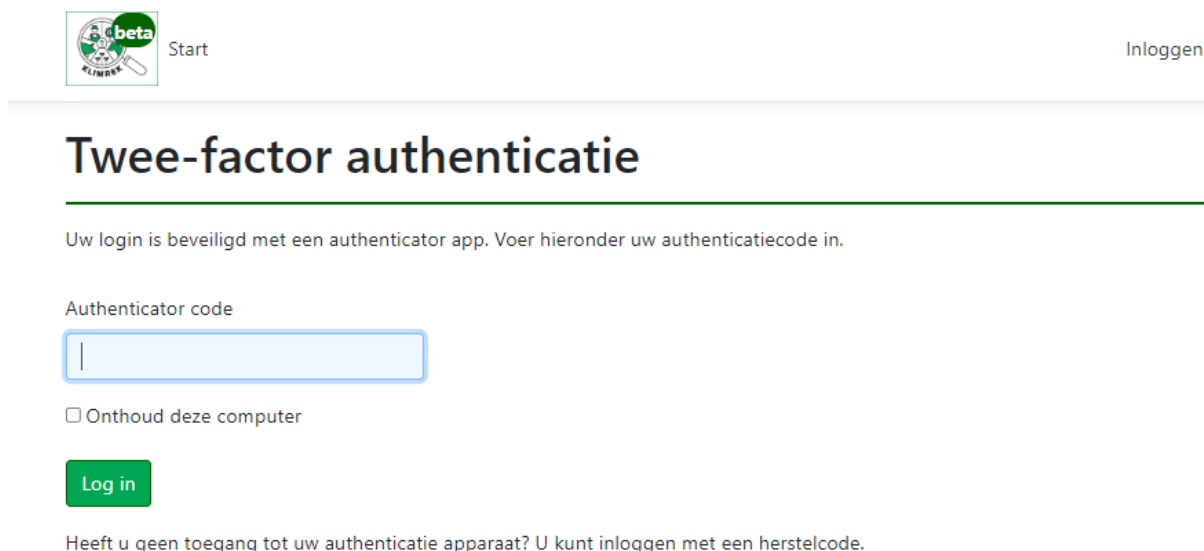 beta
KLIMREK
Start
Inloggen
Twee-factor authenticatie
Uw login is beveiligd met een authenticator app. Voer hieronder uw authenticatiecode in.
Authenticator code
Onthoud deze computer
Log in
Heeft u geen toegang tot uw authenticatie apparaat? U kunt inloggen met een herstelcode.